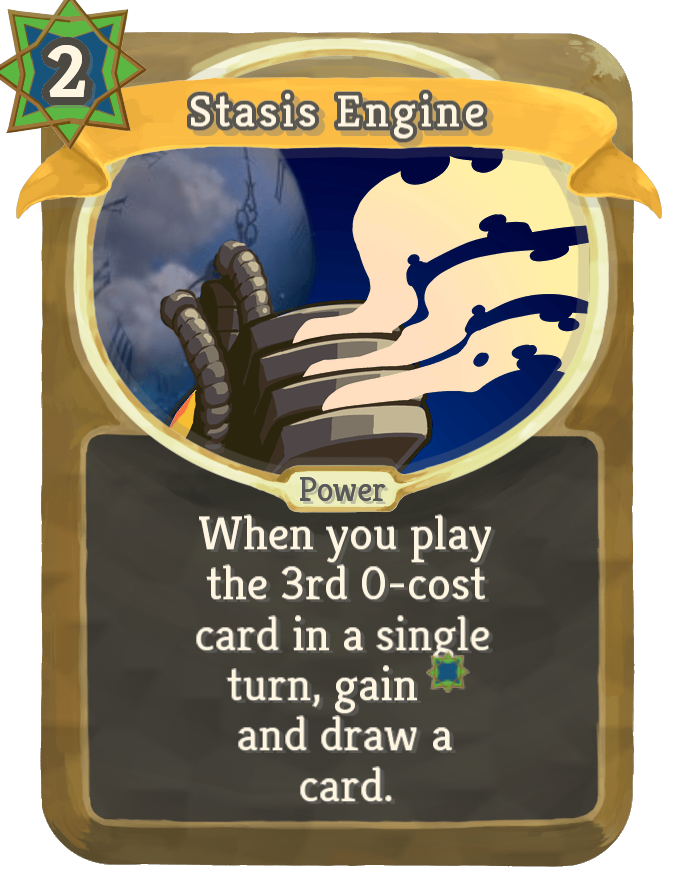 2
Stasis Engine
Power
When you play
the 3rd 0-cost
card in a single
turn, gain
and draw a
card.